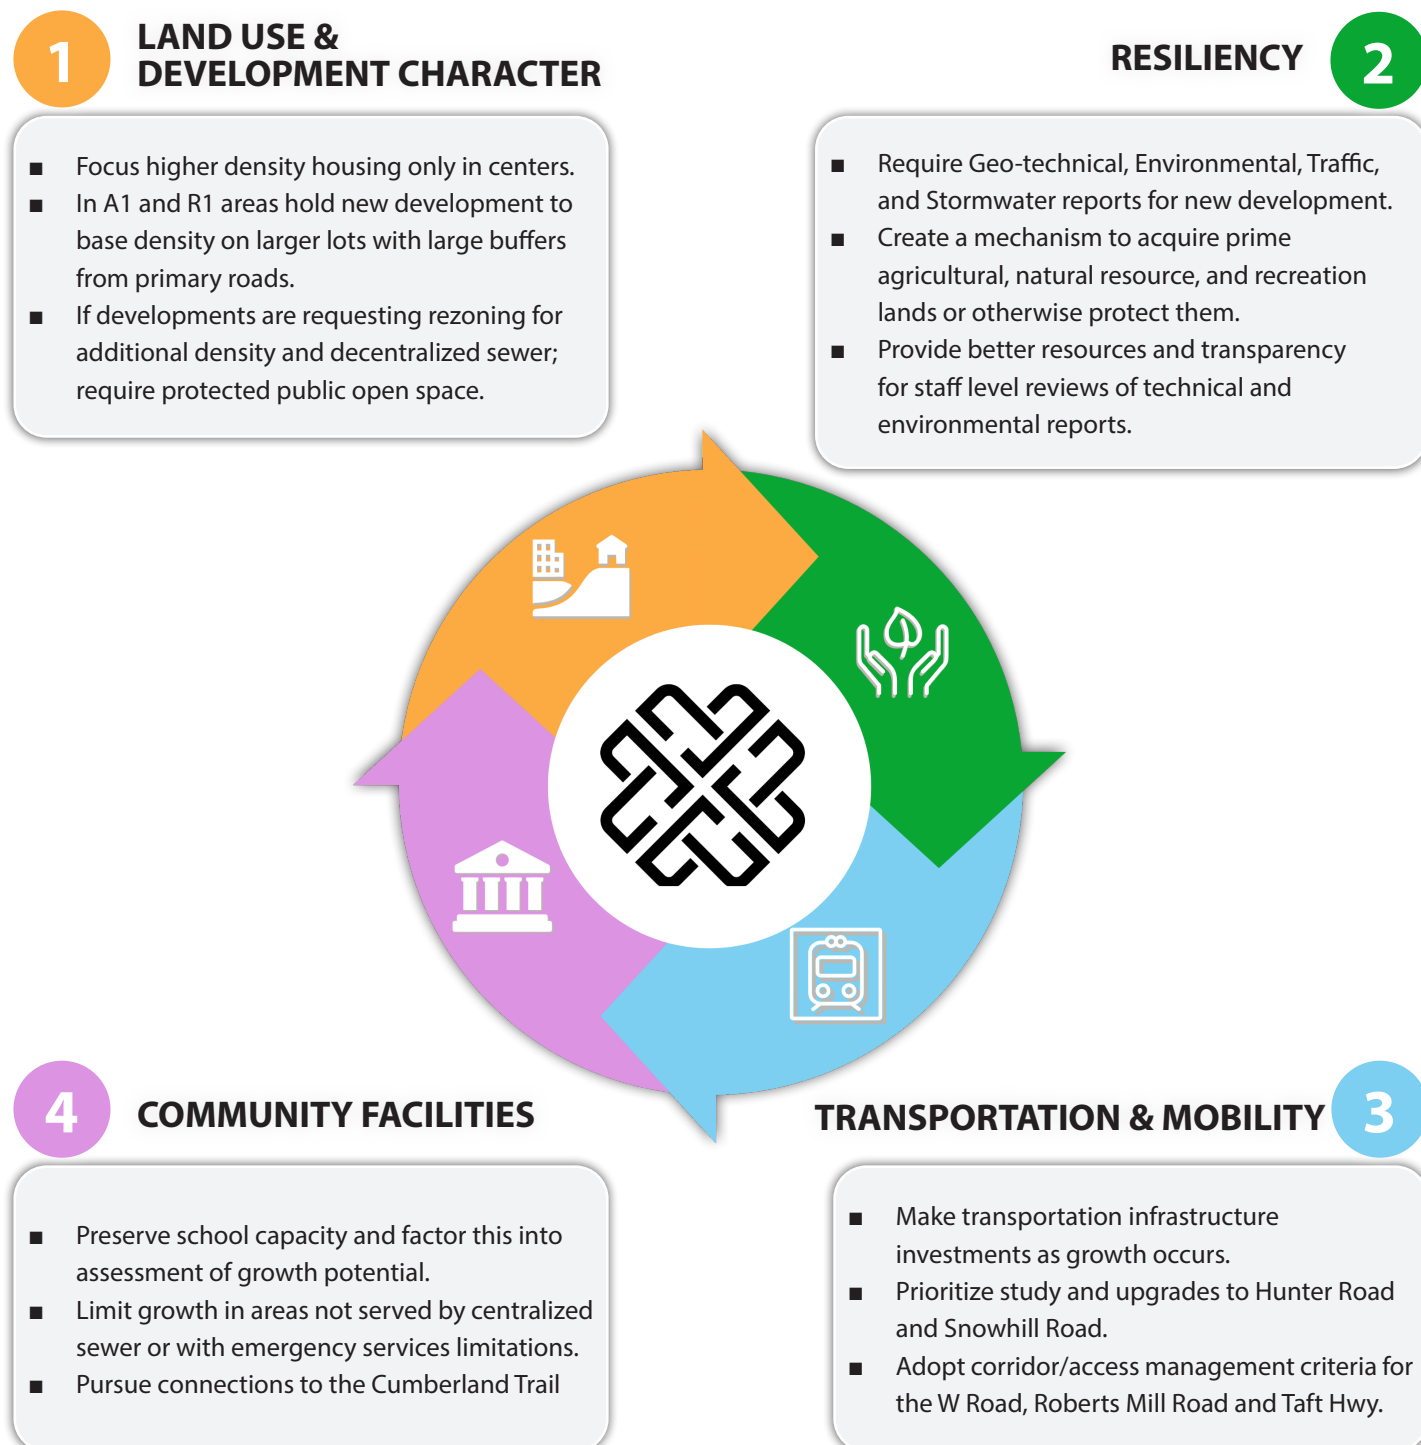 1
LAND USE &
DEVELOPMENT CHARACTER
■ Focus higher density housing only in centers.
■ In A1 and R1 areas hold new development to
base density on larger lots with large buffers
from primary roads.
■ If developments are requesting rezoning for
additional density and decentralized sewer;
require protected public open space.
RESILIENCY
2
■ Require Geo-technical, Environmental, Traffic,
and Stormwater reports for new development.
■ Create a mechanism to acquire prime
agricultural, natural resource, and recreation
lands or otherwise protect them.
■ Provide better resources and transparency
for staff level reviews of technical and
environmental reports.
4
COMMUNITY FACILITIES
■ Preserve school capacity and factor this into
assessment of growth potential.
■ Limit growth in areas not served by centralized
sewer or with emergency services limitations.
■ Pursue connections to the Cumberland Trail
TRANSPORTATION & MOBILITY
3
■ Make transportation infrastructure
investments as growth occurs.
■ Prioritize study and upgrades to Hunter Road
and Snowhill Road.
■ Adopt corridor/access management criteria for
the W Road, Roberts Mill Road and Taft Hwy.